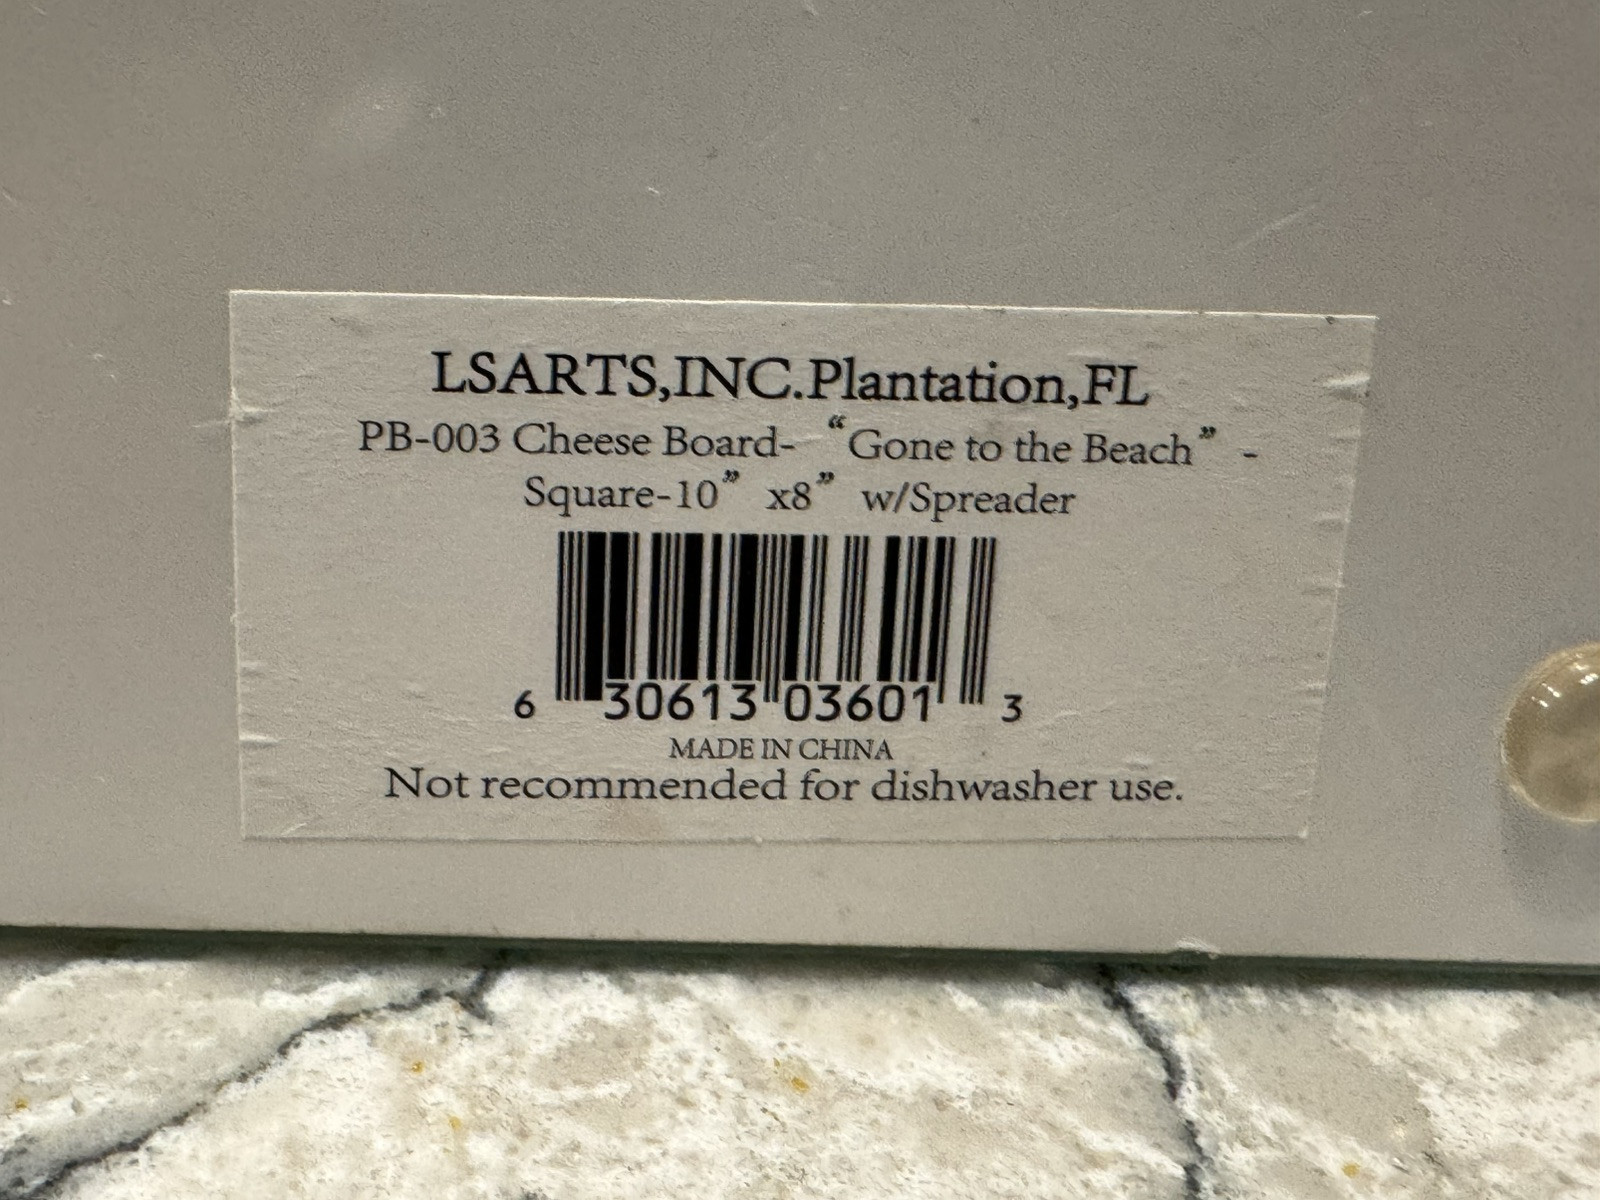 LSARTS,INC.Plantation,FL
PB-003 Cheese Board- “Gone to the Beach” -
Square-10” x8” w/Spreader
6 30613 03601 3
MADE IN CHINA
Not recommended for dishwasher use.